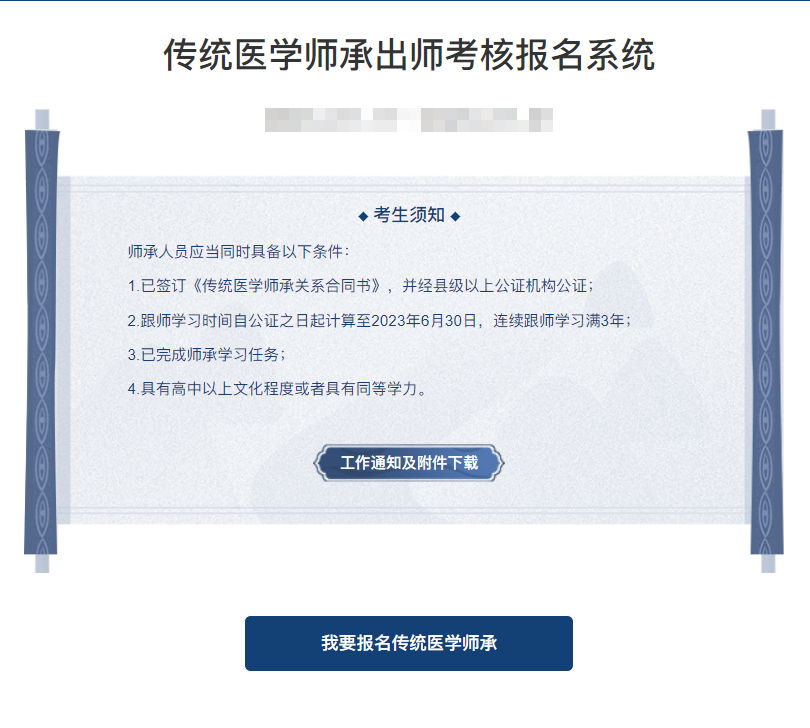 传统医学师承出师考核报名系统
考生须知
师承人员应当同时具备以下条件：
1.已签订《传统医学师承关系合同书》，并经县级以上公证机构公证；
2.跟师学习时间自公证之日起计算至2023年6月30日，连续跟师学习满3年；
3.已完成师承学习任务；
4.具有高中以上文化程度或者具有同等学力。
工作通知及附件下载
我要报名传统医学师承